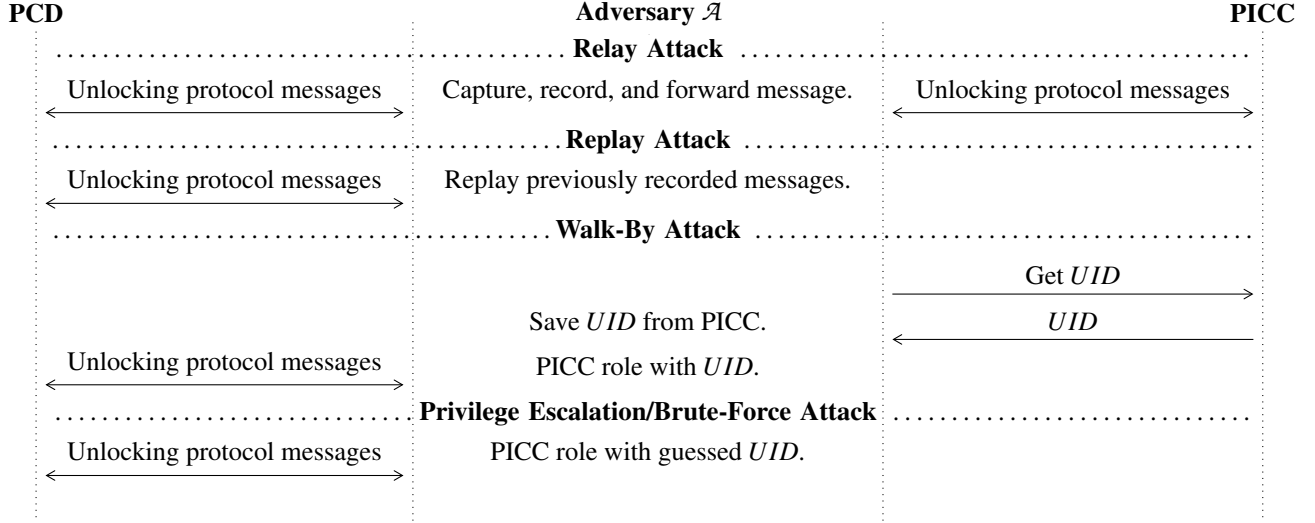 PCD Adversary 𝒜 PICC
Relay Attack
Unlocking protocol messages Capture, record, and forward message. Unlocking protocol messages
Replay Attack
Unlocking protocol messages Replay previously recorded messages.
Walk-By Attack
Get UID
Save UID from PICC. UID
Unlocking protocol messages PICC role with UID.
Privilege Escalation/Brute-Force Attack
Unlocking protocol messages PICC role with guessed UID.